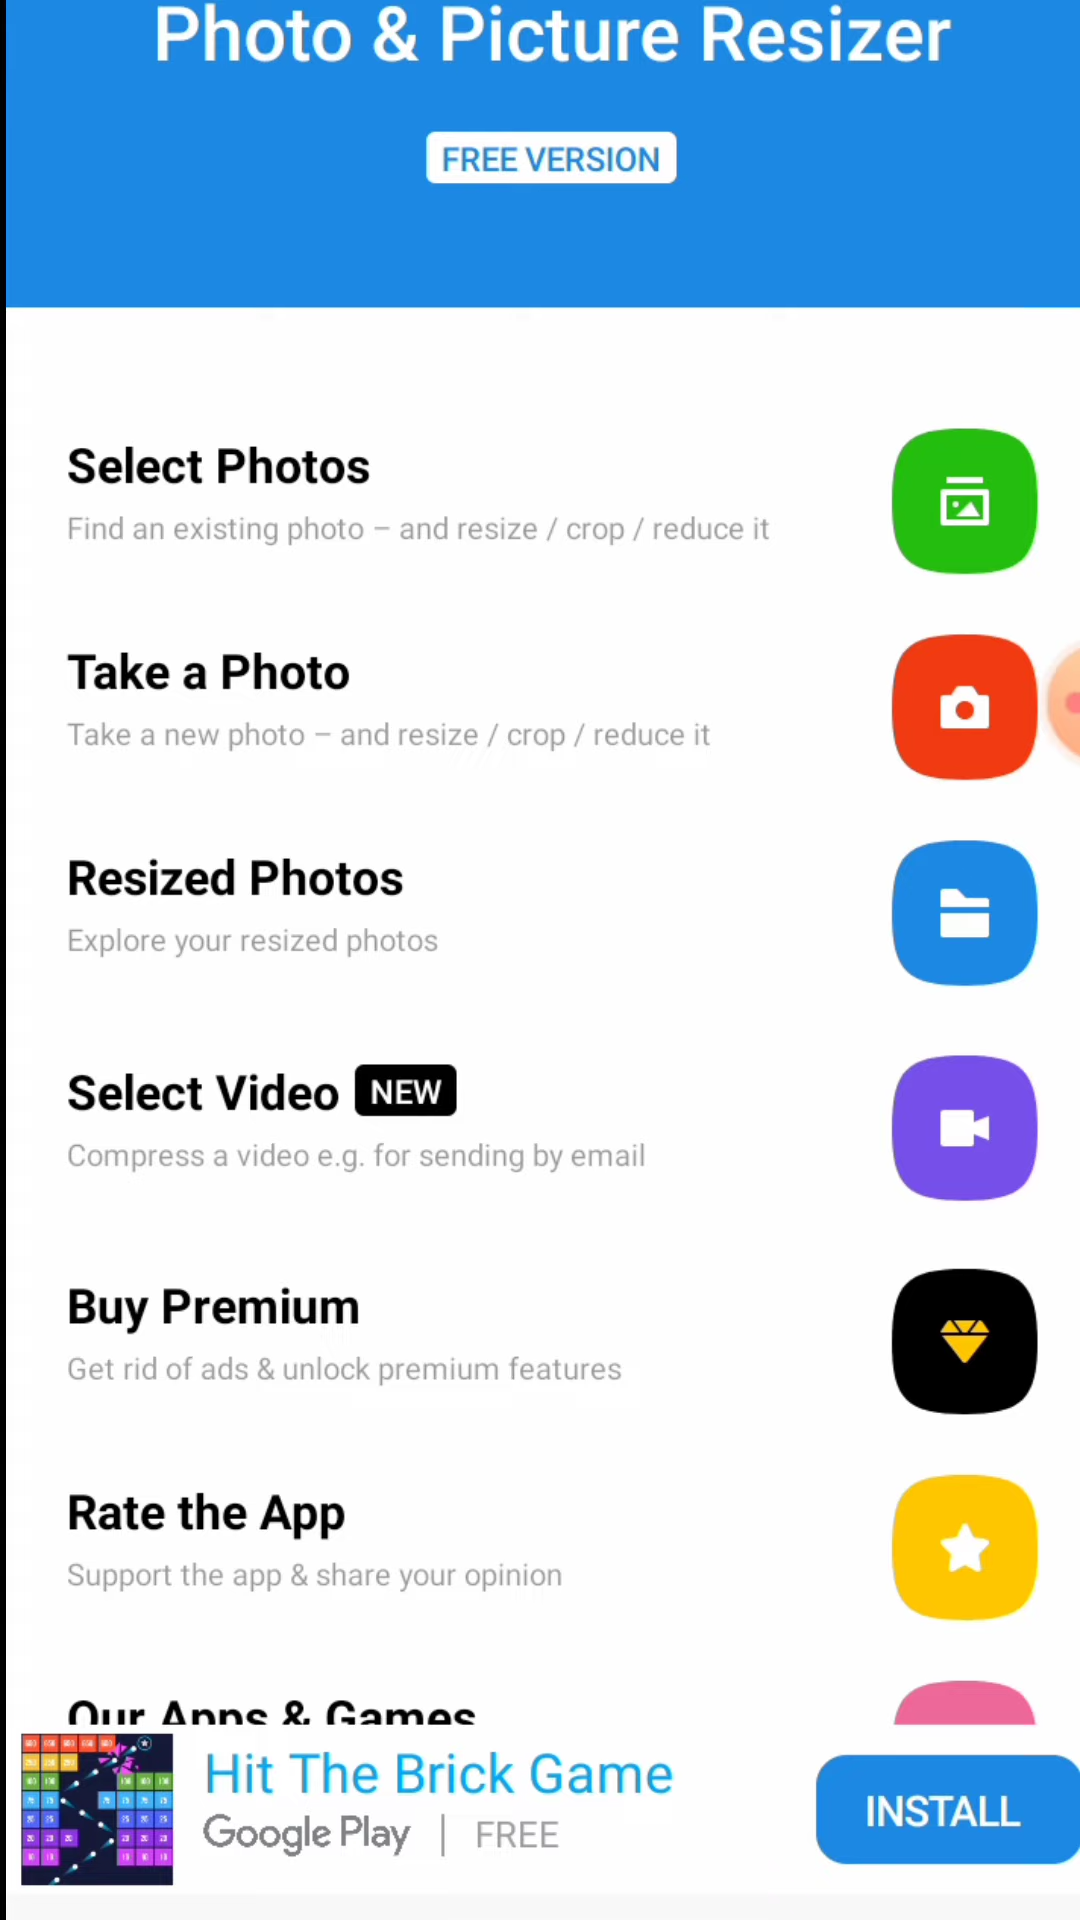 Photo & Picture Resizer
FREE VERSION
Select Photos
Find an existing photo – and resize / crop / reduce it
Take a Photo
Take a new photo – and resize / crop / reduce it
Resized Photos
Explore your resized photos
Select Video NEW
Compress a video e.g. for sending by email
Buy Premium
Get rid of ads & unlock premium features
Rate the App
Support the app & share your opinion
Our Apps & Games
Hit The Brick Game
Google Play | FREE
INSTALL